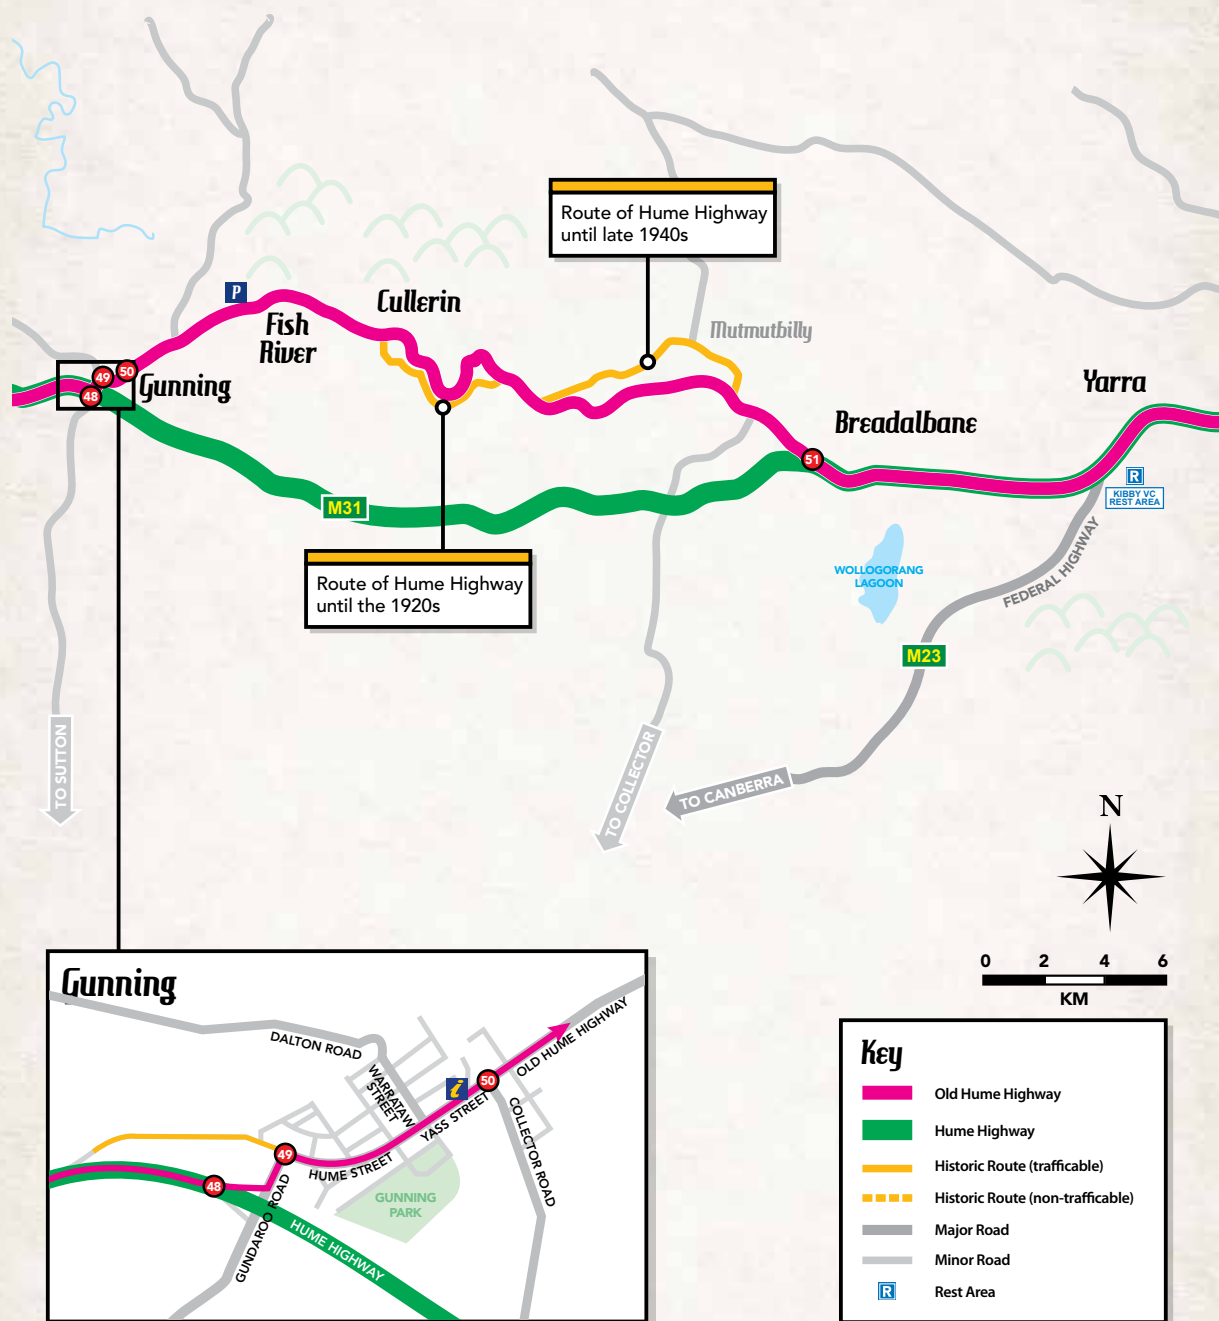 Route of Hume Highway
until late 1940s
P
Cullerin
Fish
River
Mutmutbilly
50
49
48
Gunning
Yarra
Breadalbane
51
R
KIBBY VC
REST AREA
M31
FEDERAL HIGHWAY
WOLLOGORANG
LAGOON
Route of Hume Highway
until the 1920s
M23
TO SUTTON
TO COLLECTOR
TO CANBERRA
N
0 2 4 6
KM
Gunning
DALTON ROAD
WARRATAW
STREET
OLD HUME HIGHWAY
i
50
YASS STREET
COLLECTOR ROAD
49
HUME STREET
48
GUNDAROO ROAD
GUNNING
PARK
HUME HIGHWAY
Key
Old Hume Highway
Hume Highway
Historic Route (trafficable)
Historic Route (non-trafficable)
Major Road
Minor Road
R Rest Area